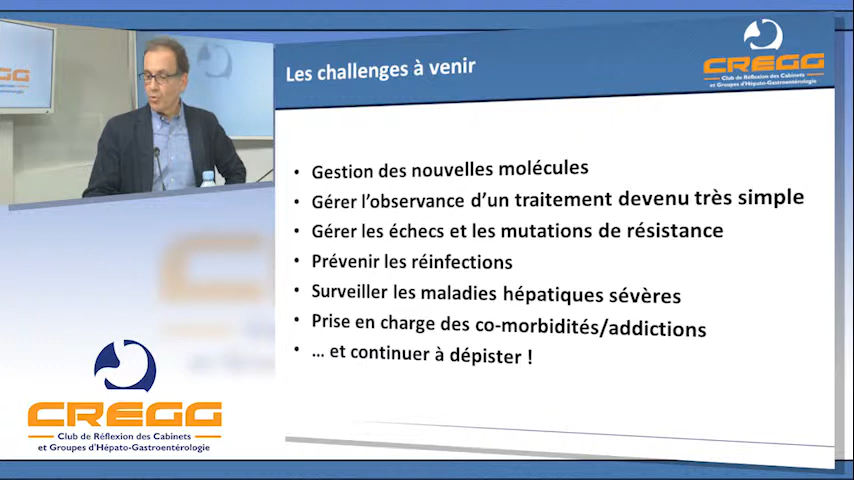 Les challenges à venir
CREGG
Club de Réflexion des Cabinets
et Groupes d'Hépato-Gastroentérologie
• Gestion des nouvelles molécules
• Gérer l'observance d'un traitement devenu très simple
• Gérer les échecs et les mutations de résistance
• Prévenir les réinfections
• Surveiller les maladies hépatiques sévères
• Prise en charge des co-morbidités/addictions
• … et continuer à dépister !
CREGG
Club de Réflexion des Cabinets
et Groupes d'Hépato-Gastroentérologie